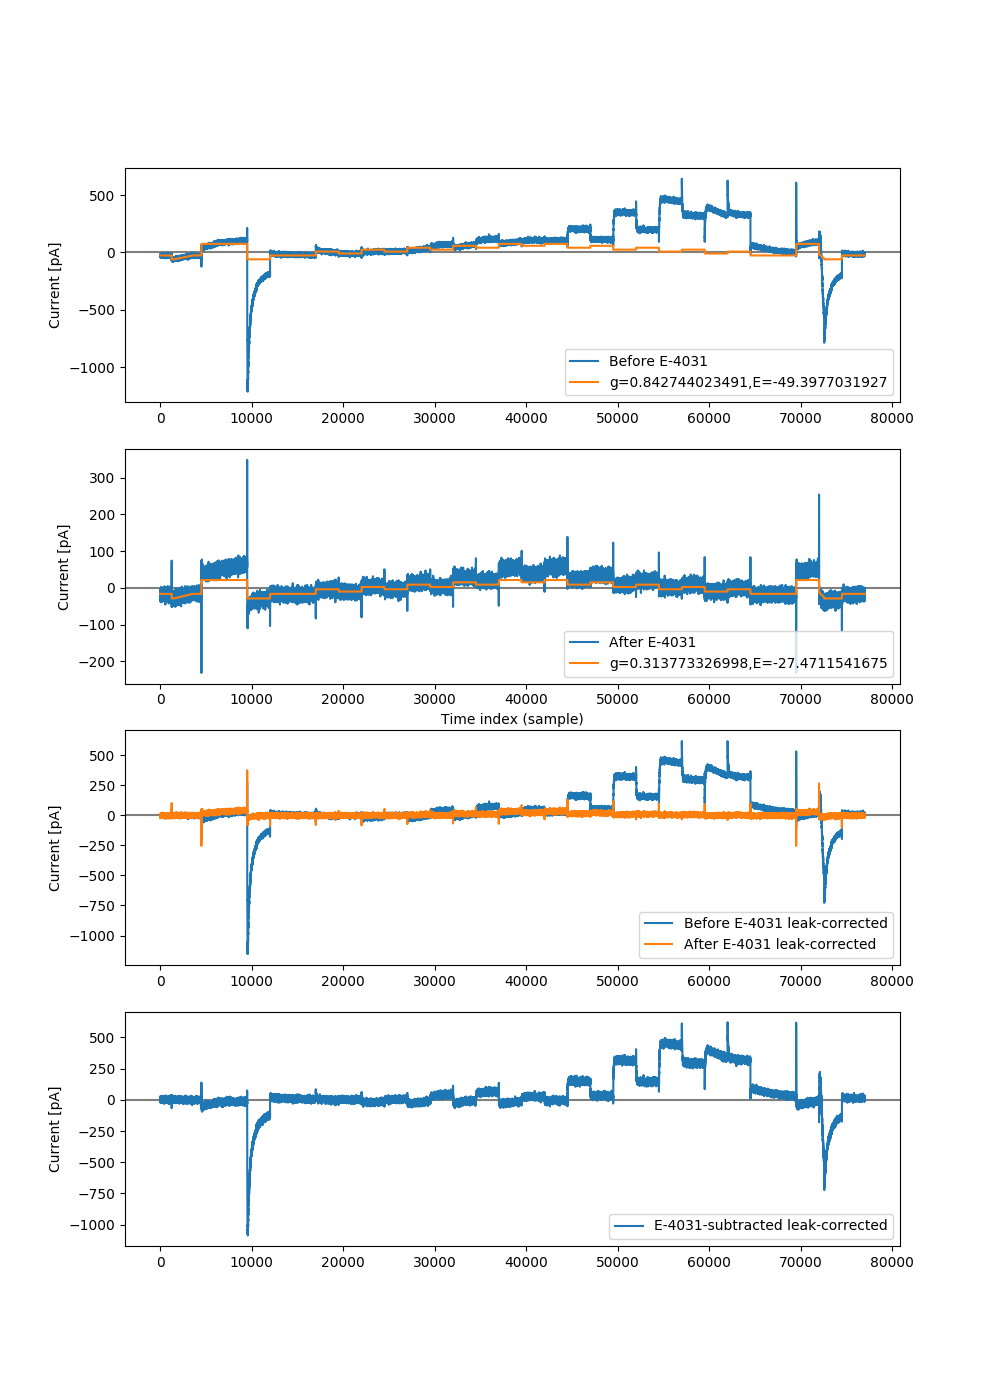 500
0
−500
−1000
Current [pA]
Before E-4031
g=0.842744023491,E=-49.3977031927
0 10000 20000 30000 40000 50000 60000 70000 80000
300
200
100
0
−100
−200
Current [pA]
After E-4031
g=0.313773326998,E=-27.4711541675
0 10000 20000 30000 40000 50000 60000 70000 80000
Time index (sample)
500
250
0
−250
−500
−750
−1000
Current [pA]
Before E-4031 leak-corrected
After E-4031 leak-corrected
0 10000 20000 30000 40000 50000 60000 70000 80000
500
250
0
−250
−500
−750
−1000
Current [pA]
E-4031-subtracted leak-corrected
0 10000 20000 30000 40000 50000 60000 70000 80000